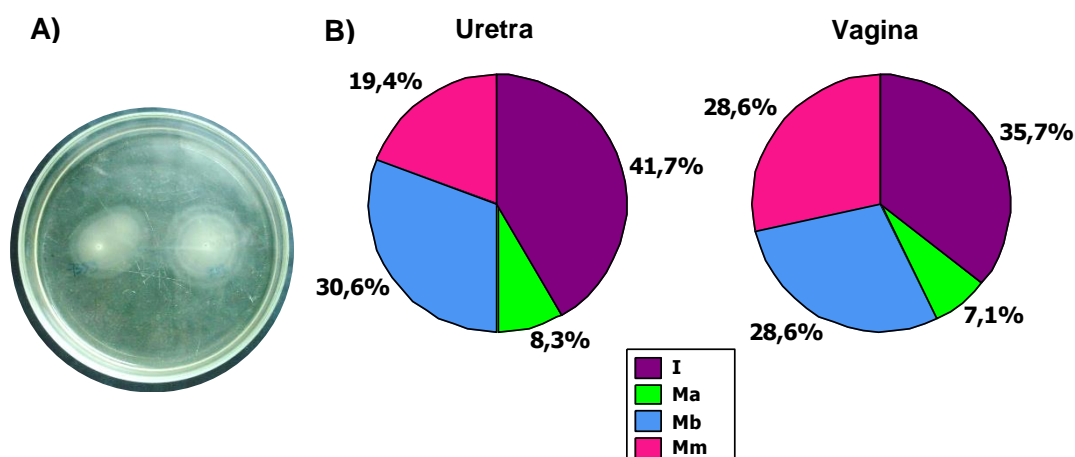 A)
B)
Uretra
19,4%
41,7%
30,6%
8,3%
Vagina
28,6%
35,7%
28,6%
7,1%
I
Ma
Mb
Mm